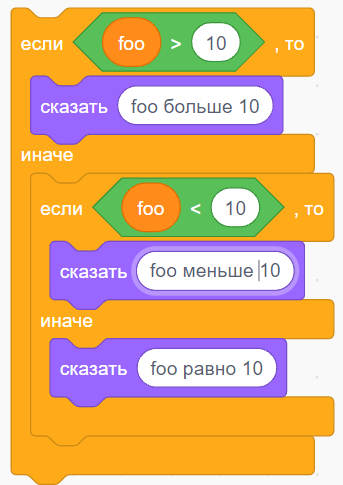 если foo > 10 , то
сказать foo больше 10
иначе
если foo < 10 , то
сказать foo меньше 10
иначе
сказать foo равно 10